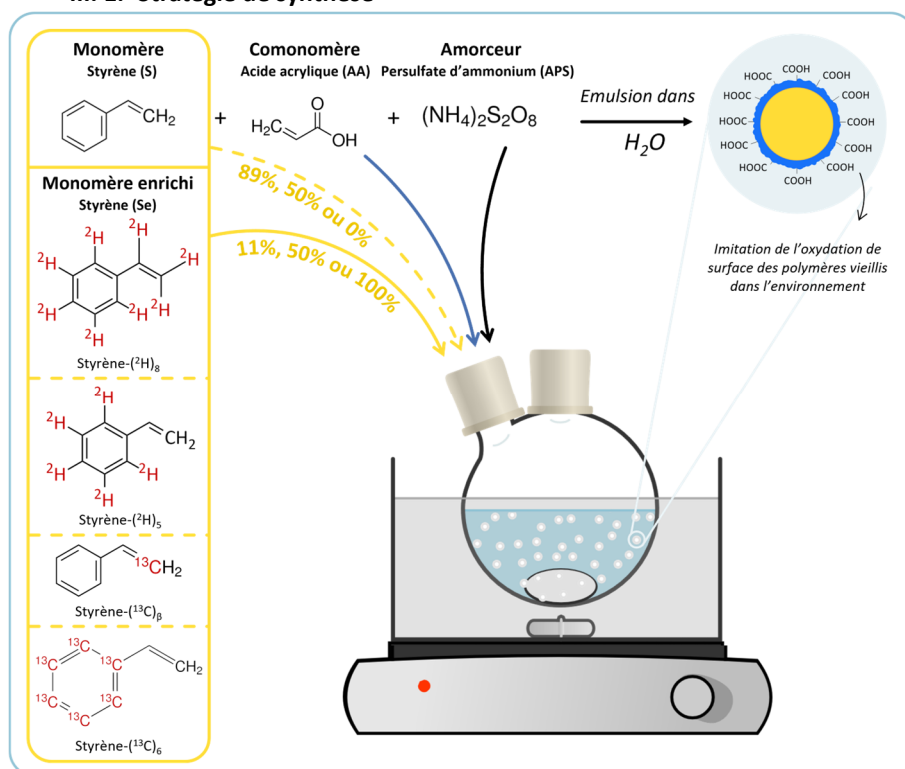 Monomère
Styrène (S)
CH₂
+
Comonomère
Acide acrylique (AA)
H₂C
O
OH
+
Amorceur
Persulfate d’ammonium (APS)
(NH₄)₂S₂O₈
Emulsion dans
H₂O
COOH
HOOC
COOH
HOOC
COOH
HOOC
COOH
HOOC
COOH
HOOC
COOH
HOOC
COOH
COOH
Imitation de l’oxydation de
surface des polymères vieillis
dans l’environnement
89%, 50% ou 0%
11%, 50% ou 100%
Monomère enrichi
Styrène (Se)
²H
²H
²H
²H
²H
²H
²H
²H
Styrène-(²H)₈
²H
²H
CH₂
²H
²H
²H
Styrène-(²H)₅
¹³CH₂
Styrène-(¹³C)β
¹³C
¹³C
¹³C
CH₂
¹³C
¹³C
¹³C
Styrène-(¹³C)₆